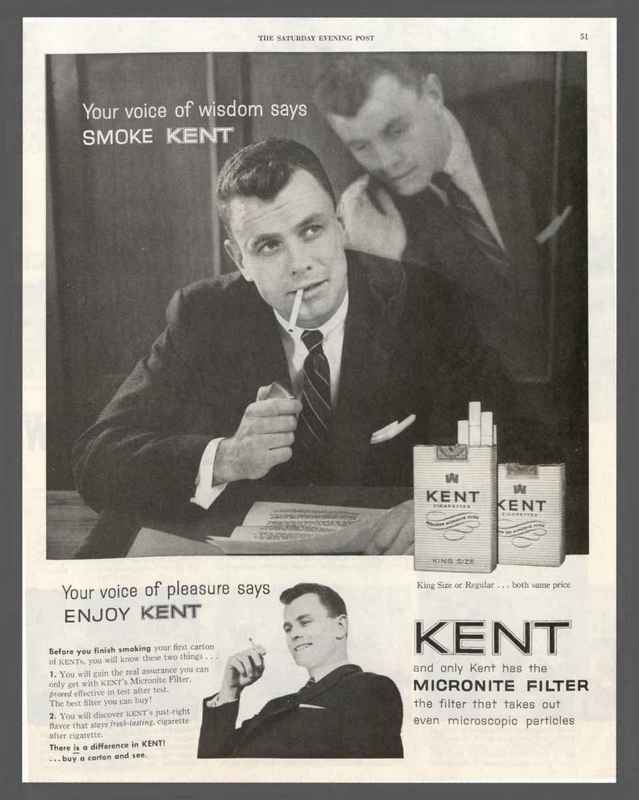 THE SATURDAY EVENING POST
51
Your voice of wisdom says
SMOKE KENT
KENT
CIGARETTES
KING SIZE
KENT
CIGARETTES
King Size or Regular . . . both same price
Your voice of pleasure says
ENJOY KENT
Before you finish smoking your first carton
of KENTs, you will know these two things . . .
1. You will gain the real assurance you can
only get with KENT's Micronite Filter,
proved effective in test after test.
The best filter you can buy!
2. You will discover KENT's just-right
flavor that stays fresh-tasting, cigarette
after cigarette.
There is a difference in KENT!
. . . buy a carton and see.
KENT
and only Kent has the
MICRONITE FILTER
the filter that takes out
even microscopic particles